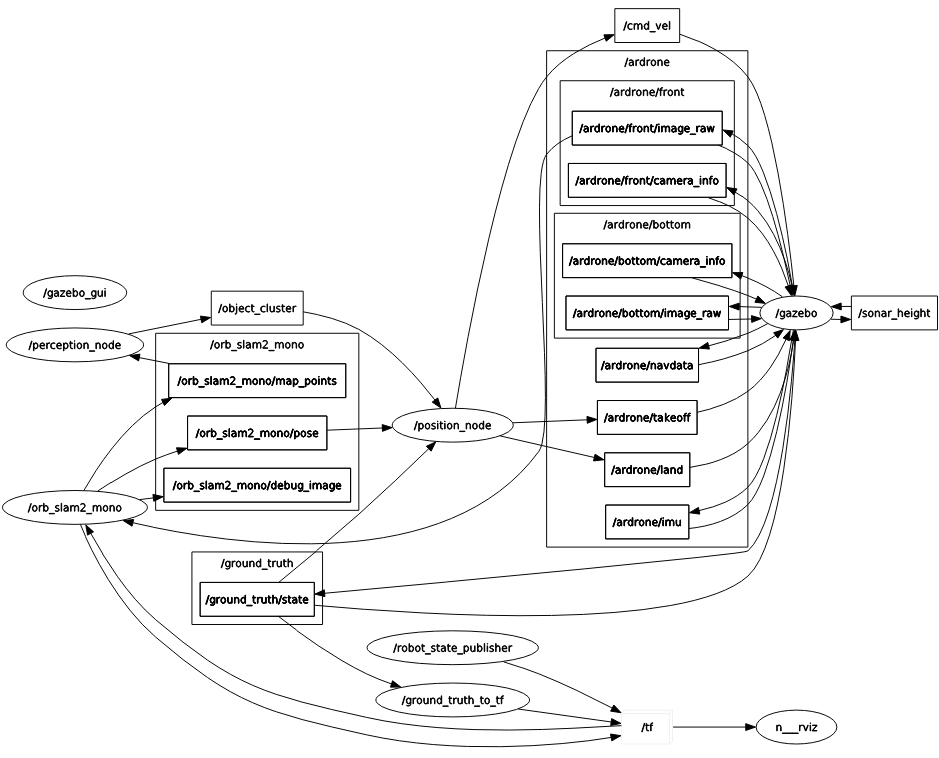 /cmd_vel
/ardrone
/ardrone/front
/ardrone/front/image_raw
/ardrone/front/camera_info
/ardrone/bottom
/ardrone/bottom/camera_info
/ardrone/bottom/image_raw
/ardrone/navdata
/ardrone/takeoff
/ardrone/land
/ardrone/imu
/gazebo
/sonar_height
/gazebo_gui
/perception_node
/object_cluster
/orb_slam2_mono
/orb_slam2_mono/map_points
/orb_slam2_mono/pose
/orb_slam2_mono/debug_image
/orb_slam2_mono
/position_node
/ground_truth
/ground_truth/state
/robot_state_publisher
/ground_truth_to_tf
/tf
n___rviz